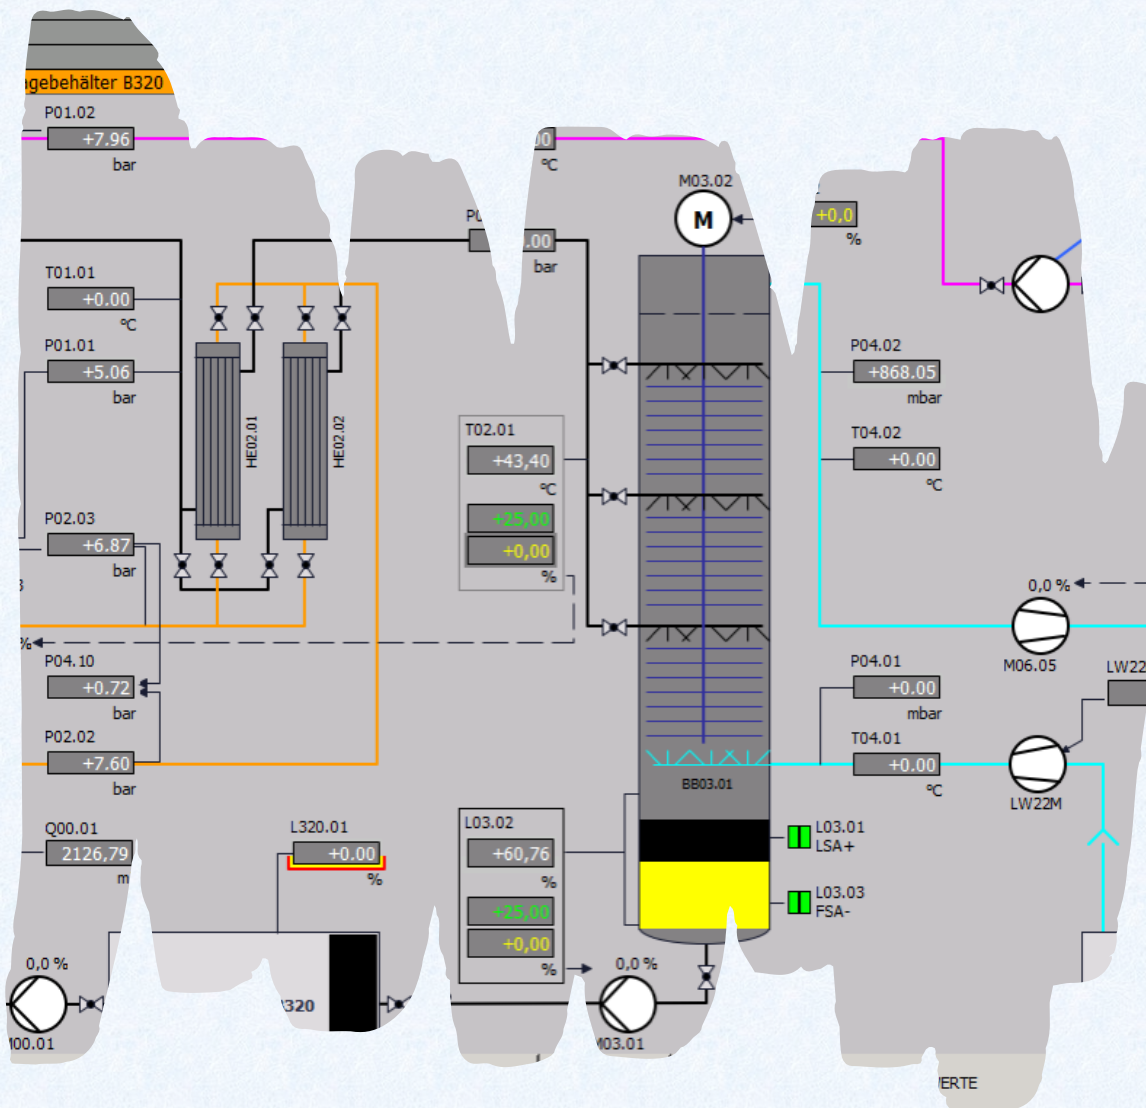 gebehälter B320
P01.02
+7.96
bar
°C
M03.02
M
+0,0
%
.00
bar
T01.01
+0.00
°C
P01.01
+5.06
bar
HE02.01
HE02.02
P04.02
+868.05
mbar
T02.01
+43,40
°C
+25,00
+0,00
%
T04.02
+0.00
°C
P02.03
+6.87
bar
0,0 %
M06.05
%
P04.10
+0.72
bar
P04.01
+0.00
mbar
LW22
P02.02
+7.60
bar
T04.01
+0.00
°C
LW22M
BB03.01
Q00.01
2126,79
m
L320.01
+0.00
%
L03.02
+60,76
%
+25,00
+0,00
%
L03.01
LSA+
L03.03
FSA-
0,0 %
M00.01
320
0,0 %
M03.01
ERTE